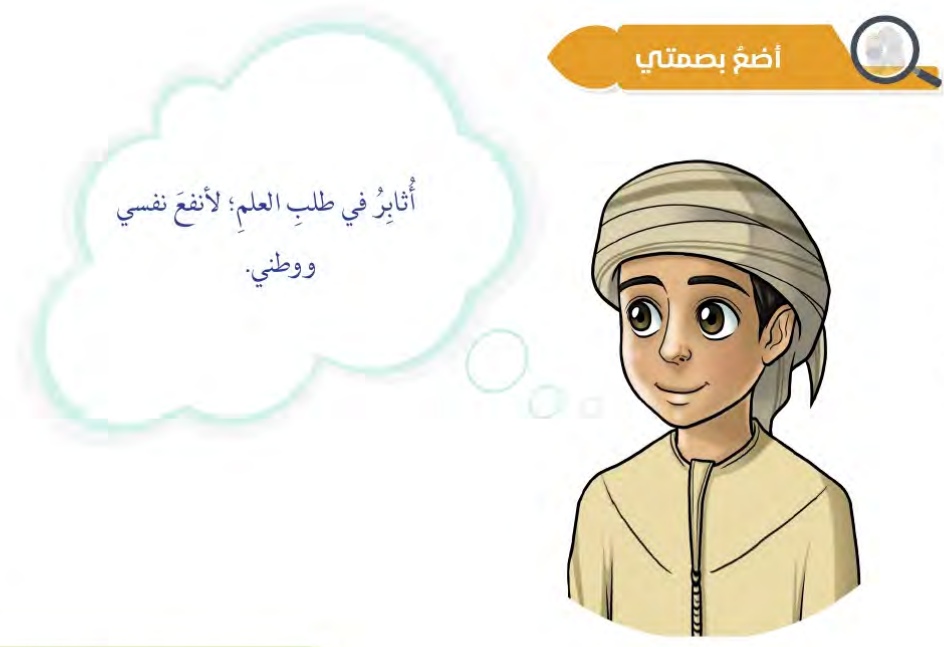 أضعُ بصمتي
أُثابِرُ في طلبِ العلمِ؛ لأنفعَ نفسي
ووطني.